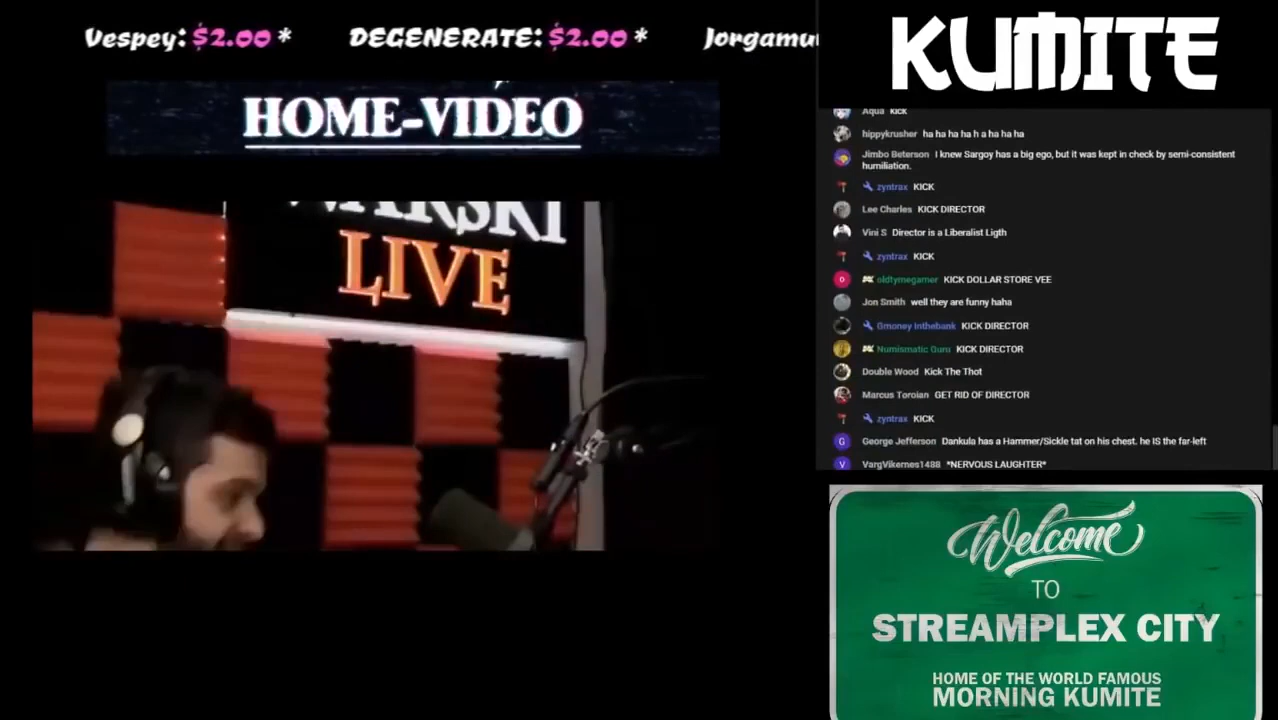 Vespey: $2.00 *
DEGENERATE: $2.00 *
KUMITE
HOME-VIDEO
LIVE
Aqua kick
hippykrusher ha ha ha ha h a ha ha ha
Jimbo Beterson I knew Sargoy has a big ego, but it was kept in check by semi-consistent
humiliation.
zyntrax KICK
Lee Charles KICK DIRECTOR
Vini S Director is a Liberalist Ligth
zyntrax KICK
oldtymegamer KICK DOLLAR STORE VEE
Jon Smith well they are funny haha
Gmoney Inthebank KICK DIRECTOR
Numismatic Guru KICK DIRECTOR
Double Wood Kick The Thot
Marcus Toroian GET RID OF DIRECTOR
zyntrax KICK
George Jefferson Dankula has a Hammer/Sickle tat on his chest. he IS the far-left
VargVikernes1488 *NERVOUS LAUGHTER*
Welcome
TO
STREAMPLEX CITY
HOME OF THE WORLD FAMOUS
MORNING KUMITE